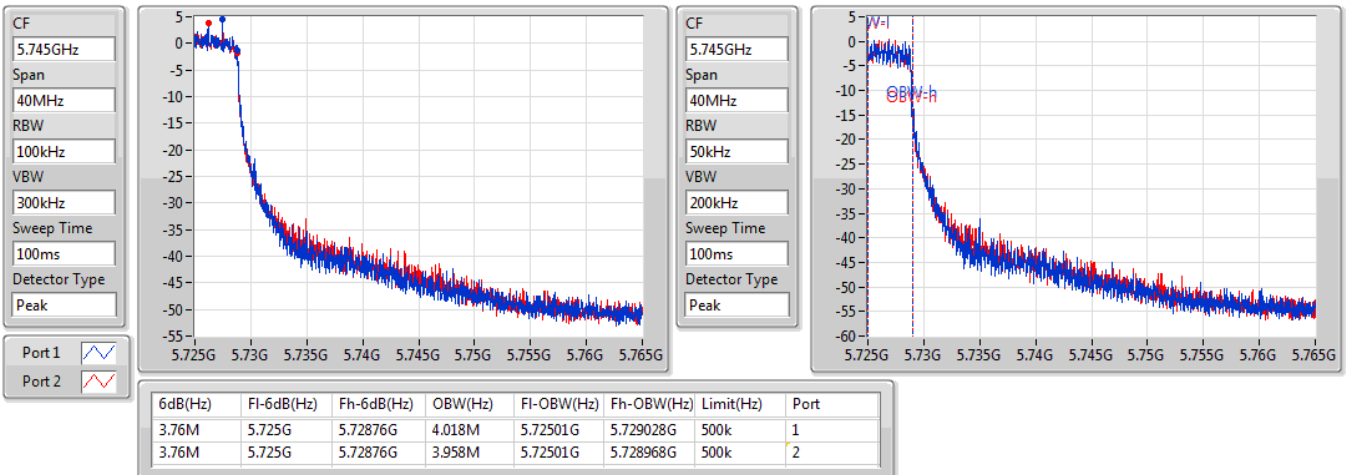 CF
5.745GHz
Span
40MHz
RBW
100kHz
VBW
300kHz
Sweep Time
100ms
Detector Type
Peak
Port 1
Port 2
5
0
-5
-10
-15
-20
-25
-30
-35
-40
-45
-50
-55
5.725G 5.73G 5.735G 5.74G 5.745G 5.75G 5.755G 5.76G 5.765G
CF
5.745GHz
Span
40MHz
RBW
50kHz
VBW
200kHz
Sweep Time
100ms
Detector Type
Peak
5
0
-5
-10
-15
-20
-25
-30
-35
-40
-45
-50
-55
-60
W-l
OBW-h
OBW-h
5.725G 5.73G 5.735G 5.74G 5.745G 5.75G 5.755G 5.76G 5.765G
6dB(Hz) Fl-6dB(Hz) Fh-6dB(Hz) OBW(Hz) Fl-OBW(Hz) Fh-OBW(Hz) Limit(Hz) Port
3.76M 5.725G 5.72876G 4.018M 5.72501G 5.729028G 500k 1
3.76M 5.725G 5.72876G 3.958M 5.72501G 5.728968G 500k 2